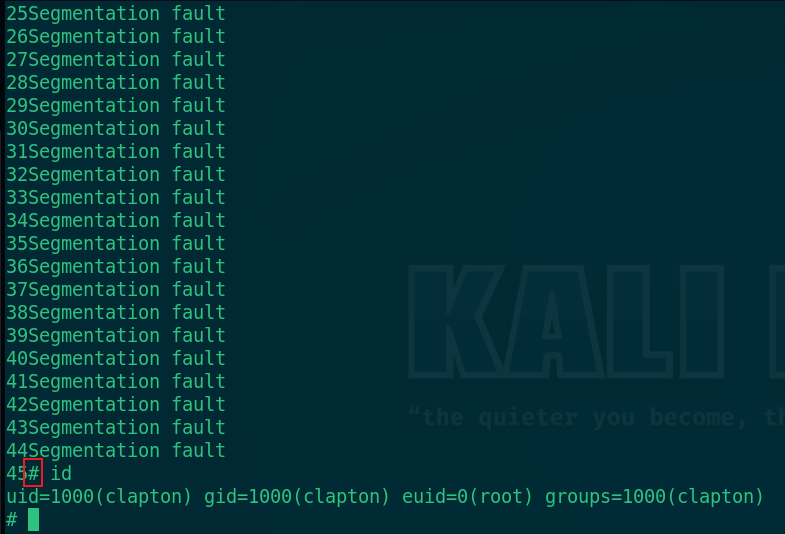 25Segmentation fault
26Segmentation fault
27Segmentation fault
28Segmentation fault
29Segmentation fault
30Segmentation fault
31Segmentation fault
32Segmentation fault
33Segmentation fault
34Segmentation fault
35Segmentation fault
36Segmentation fault
37Segmentation fault
38Segmentation fault
39Segmentation fault
40Segmentation fault
41Segmentation fault
42Segmentation fault
43Segmentation fault
44Segmentation fault
45# id
uid=1000(clapton) gid=1000(clapton) euid=0(root) groups=1000(clapton)
#
KALI
“the quieter you become,